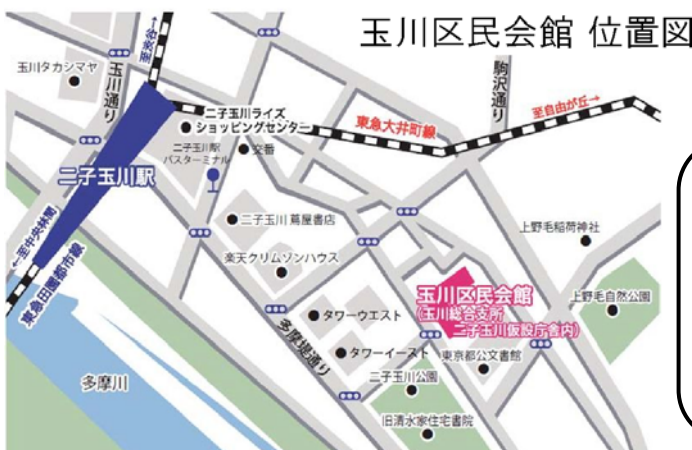 玉川区民会館 位置図
至渋谷→
玉川タカシマヤ
玉川通り
駒沢通り
二子玉川ライズ
ショッピングセンター
東急大井町線
至自由が丘→
二子玉川駅
バスターミナル
交番
二子玉川駅
←至中央林間
東急田園都市線
二子玉川 蔦屋書店
上野毛稲荷神社
楽天クリムゾンハウス
玉川区民会館
(玉川総合支所
二子玉川仮設庁舎内)
上野毛自然公園
タワーウエスト
多摩堤通り
タワーイースト
東京都公文書館
多摩川
二子玉川公園
旧清水家住宅書院